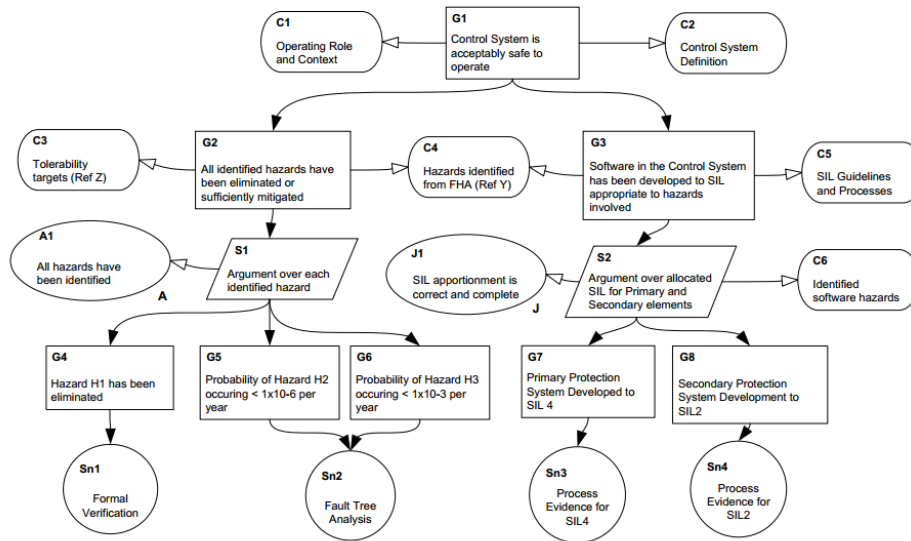 C1
Operating Role
and Context
G1
Control System is
acceptably safe to
operate
C2
Control System
Definition
C3
Tolerability
targets (Ref Z)
G2
All identified hazards have
been eliminated or
sufficiently mitigated
C4
Hazards identified
from FHA (Ref Y)
G3
Software in the Control System
has been developed to SIL
appropriate to hazards
involved
C5
SIL Guidelines
and Processes
A1
All hazards have
been identified
A
S1
Argument over each
identified hazard
J1
SIL apportionment is
correct and complete
J
S2
Argument over allocated
SIL for Primary and
Secondary elements
C6
Identified
software hazards
G4
Hazard H1 has been
eliminated
G5
Probability of Hazard H2
occuring < 1x10-6 per
year
G6
Probability of Hazard H3
occuring < 1x10-3 per
year
G7
Primary Protection
System Developed to
SIL 4
G8
Secondary Protection
System Development to
SIL2
Sn1
Formal
Verification
Sn2
Fault Tree
Analysis
Sn3
Process
Evidence for
SIL4
Sn4
Process
Evidence for
SIL2